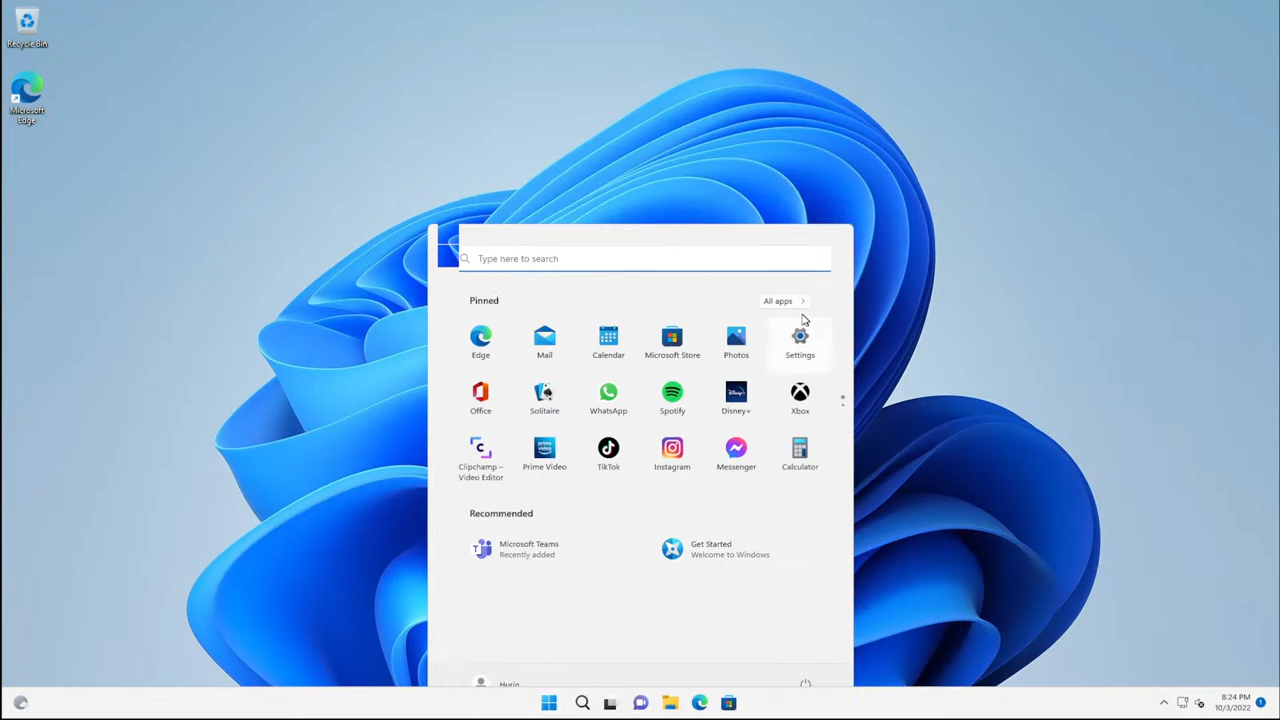 Recycle Bin
Microsoft
Edge
Type here to search
Pinned
All apps
Edge
Mail
Calendar
Microsoft Store
Photos
Settings
Office
Solitaire
WhatsApp
Spotify
Disney+
Xbox
Clipchamp –
Video Editor
Prime Video
TikTok
Instagram
Messenger
Calculator
Recommended
Microsoft Teams
Recently added
Get Started
Welcome to Windows
8:24 PM
10/3/2022
1